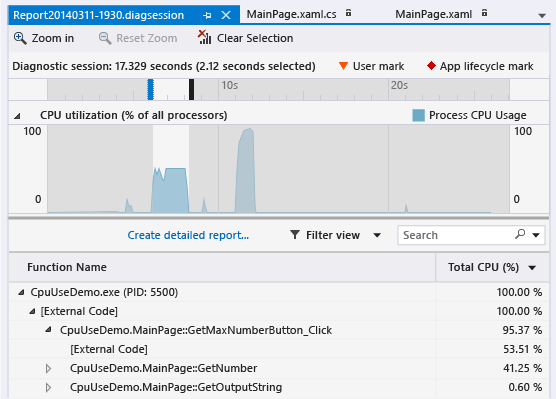 Report20140311-1930.diagsession MainPage.xaml.cs MainPage.xaml
Zoom in Reset Zoom Clear Selection
Diagnostic session: 17.329 seconds (2.12 seconds selected) User mark App lifecycle mark
10s 20s
CPU utilization (% of all processors) Process CPU Usage
100 100
0 0
Create detailed report... Filter view Search
Function Name Total CPU (%)
CpuUseDemo.exe (PID: 5500) 100.00 %
[External Code] 100.00 %
CpuUseDemo.MainPage::GetMaxNumberButton_Click 95.37 %
[External Code] 53.51 %
CpuUseDemo.MainPage::GetNumber 41.25 %
CpuUseDemo.MainPage::GetOutputString 0.60 %